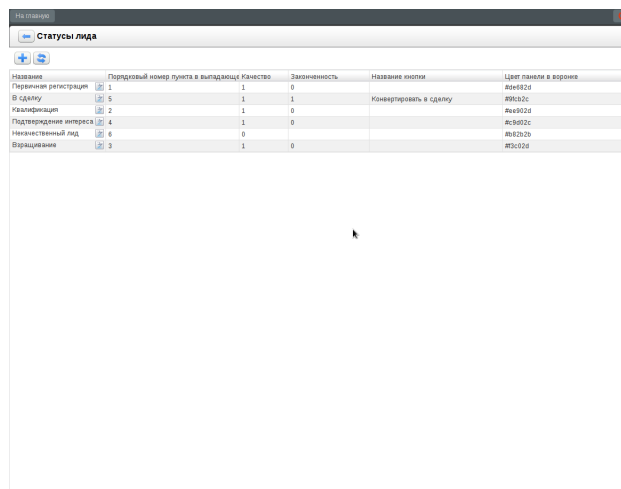 На главную
Статусы лида
Название Порядковый номер пункта в выпадающе Качество Законченность Название кнопки Цвет панели в воронке
Первичная регистрация 1 1 0 #de682d
В сделку 5 1 1 Конвертировать в сделку #9fcb2c
Квалификация 2 1 0 #ee902d
Подтверждение интереса 4 1 0 #c9d02c
Некачественный лид 6 0 #b82b2b
Взращивание 3 1 0 #f3c02d